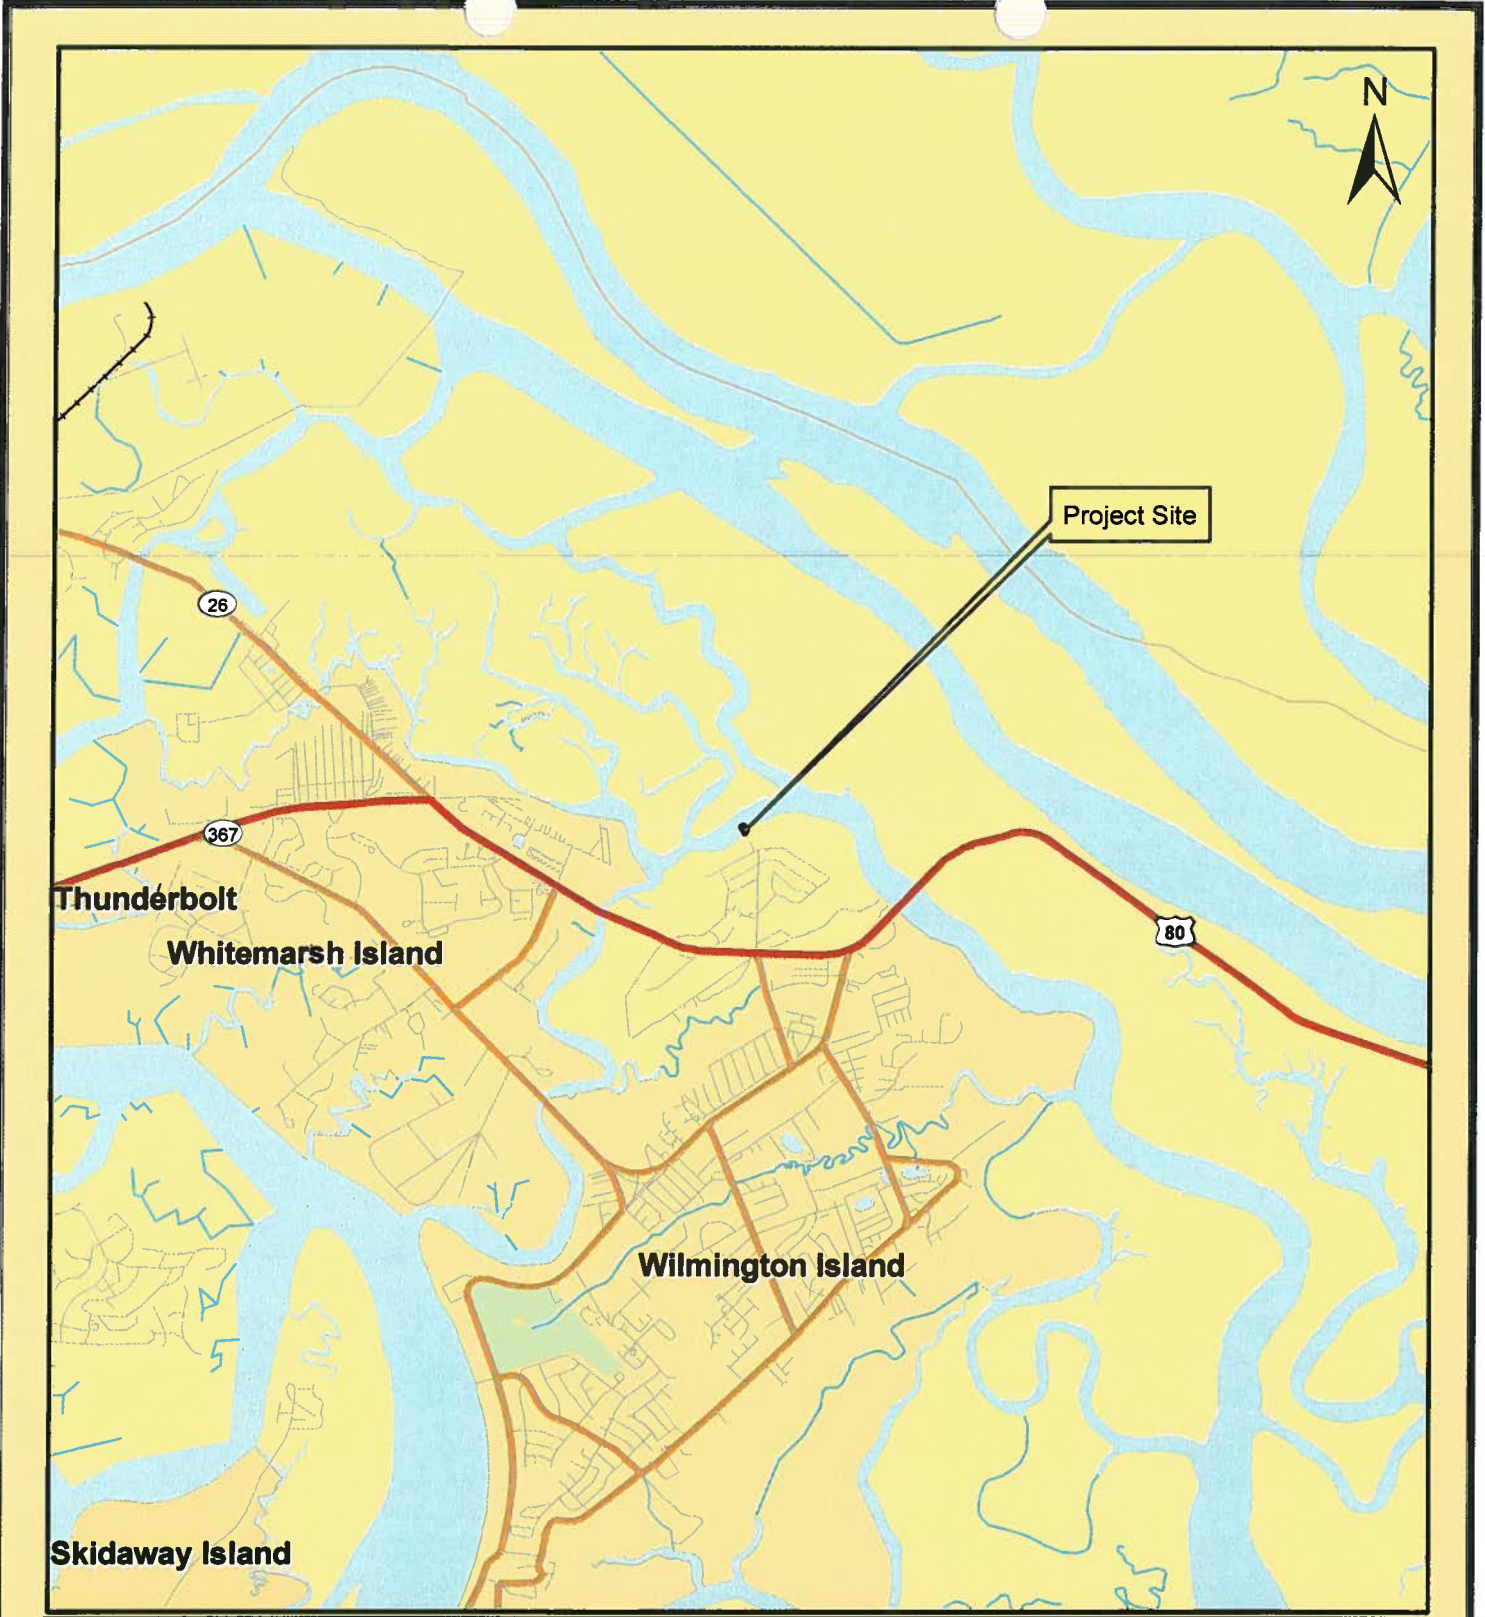 N
Project Site
26
367
Thunderbolt
Whitemarsh Island
80
Wilmington Island
Skidaway Island